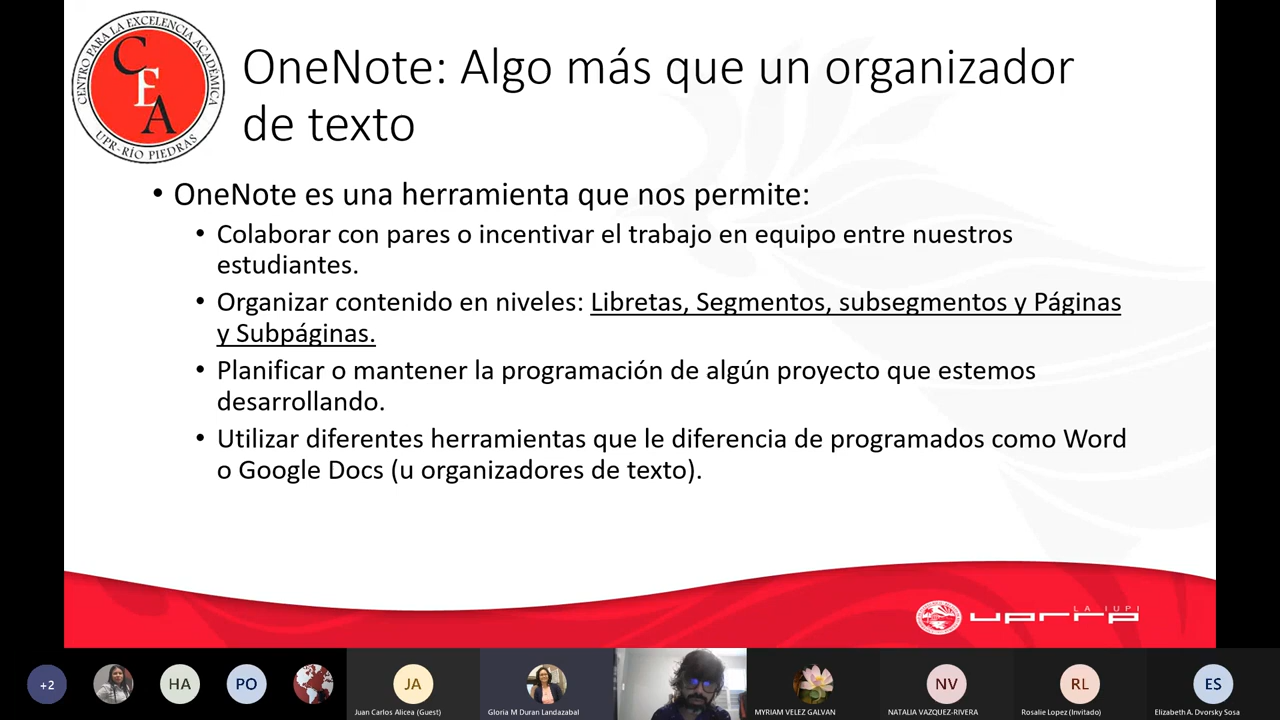 CENTRO PARA LA EXCELENCIA ACADÉMICA
CEA
UPR-RÍO PIEDRAS
OneNote: Algo más que un organizador
de texto
• OneNote es una herramienta que nos permite:
• Colaborar con pares o incentivar el trabajo en equipo entre nuestros
estudiantes.
• Organizar contenido en niveles: Libretas, Segmentos, subsegmentos y Páginas
y Subpáginas.
• Planificar o mantener la programación de algún proyecto que estemos
desarrollando.
• Utilizar diferentes herramientas que le diferencia de programados como Word
o Google Docs (u organizadores de texto).
LA IUPI
uprrp
+2
HA
PO
JA
NV
RL
ES
Juan Carlos Alicea (Guest)
Gloria M Duran Landazabal
MYRIAM VELEZ GALVAN
NATALIA VAZQUEZ-RIVERA
Rosalie Lopez (Invitado)
Elizabeth A. Dvorsky Sosa